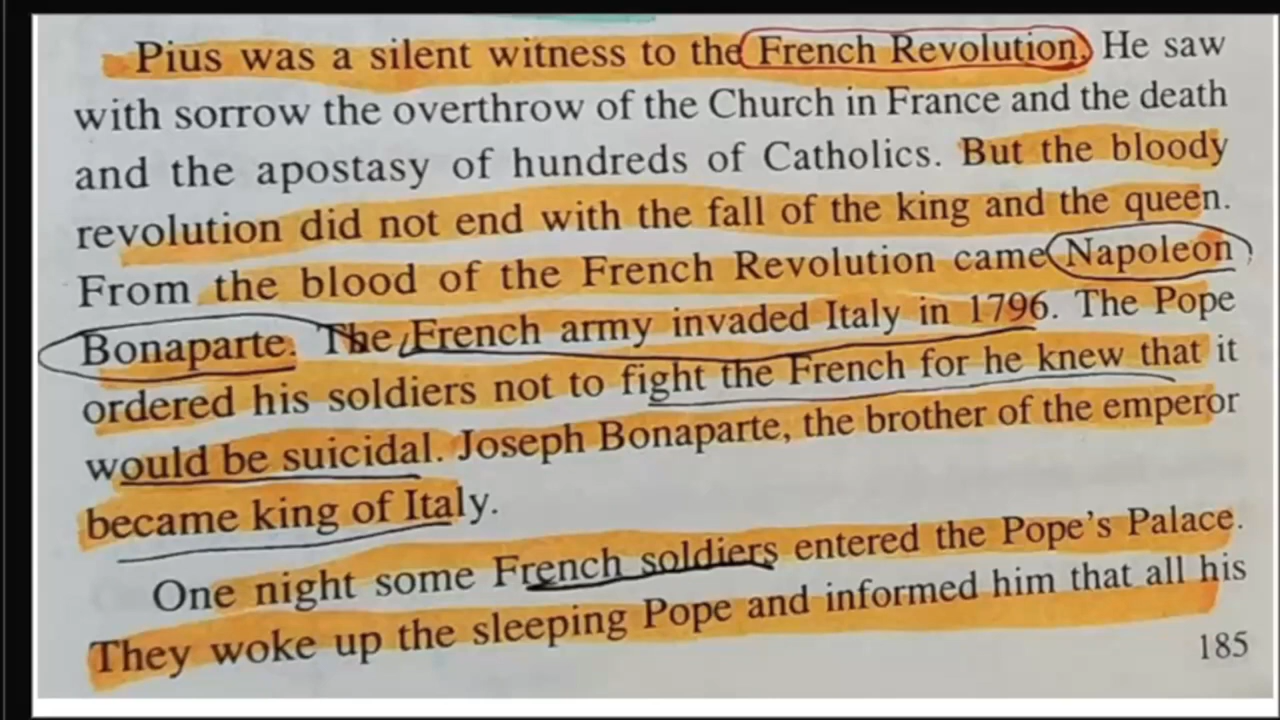 Pius was a silent witness to the French Revolution. He saw
with sorrow the overthrow of the Church in France and the death
and the apostasy of hundreds of Catholics. But the bloody
revolution did not end with the fall of the king and the queen.
From the blood of the French Revolution came Napoleon
Bonaparte. The French army invaded Italy in 1796. The Pope
ordered his soldiers not to fight the French for he knew that it
would be suicidal. Joseph Bonaparte, the brother of the emperor
became king of Italy.
One night some French soldiers entered the Pope's Palace.
They woke up the sleeping Pope and informed him that all his
185